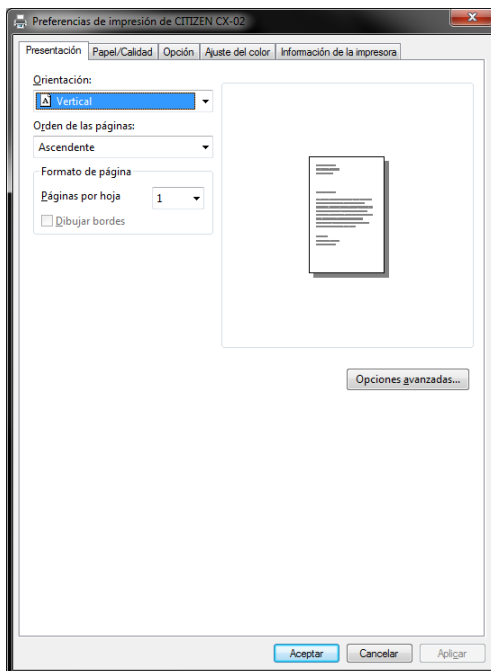 Preferencias de impresión de CITIZEN CX-02
Presentación Papel/Calidad Opción Ajuste del color Información de la impresora
Orientación:
A Vertical
Orden de las páginas:
Ascendente
Formato de página
Páginas por hoja 1
Dibujar bordes
Opciones avanzadas...
Aceptar Cancelar Aplicar